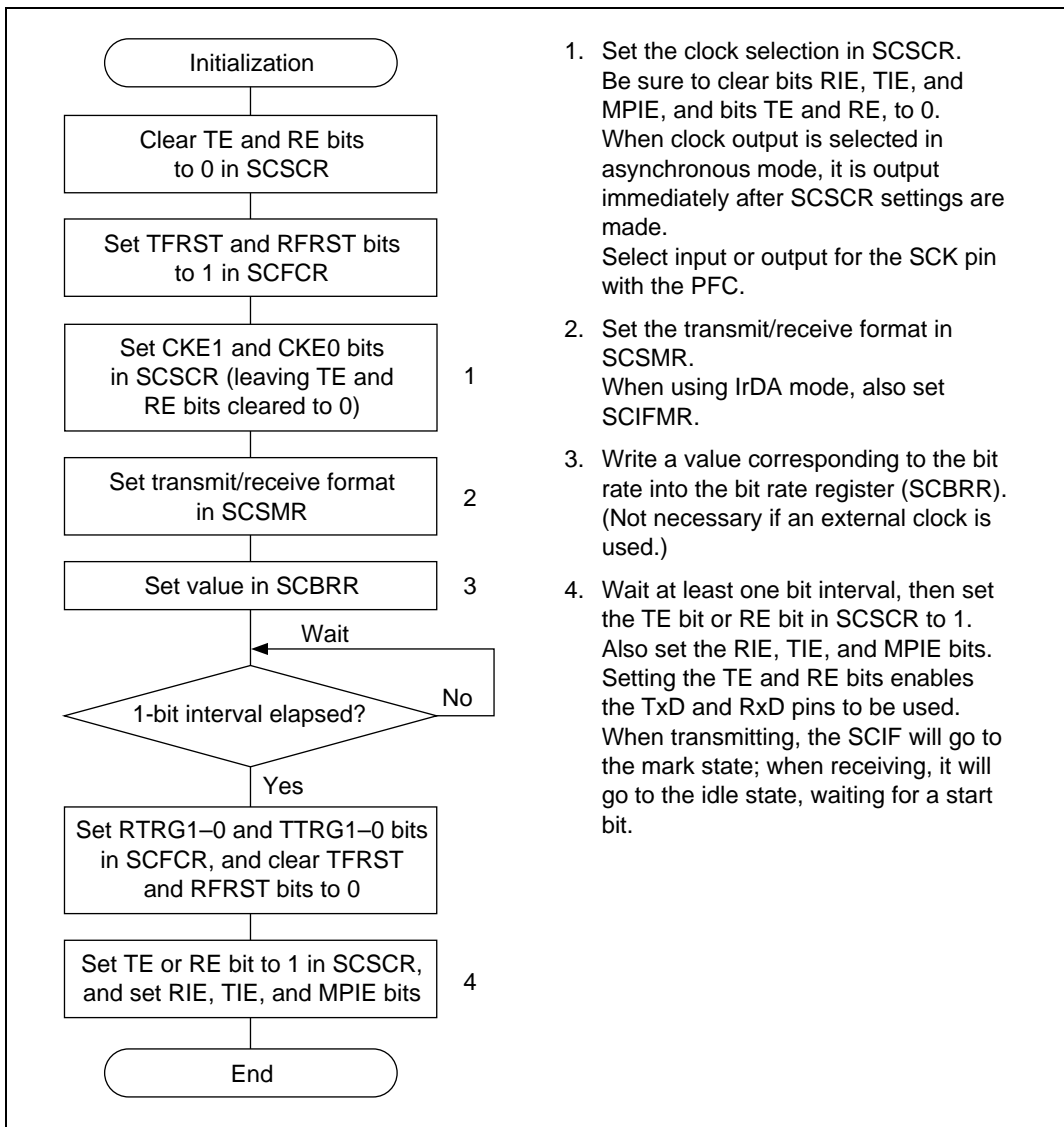 Initialization
Clear TE and RE bits
to 0 in SCSCR
Set TFRST and RFRST bits
to 1 in SCFCR
Set CKE1 and CKE0 bits
in SCSCR (leaving TE and
RE bits cleared to 0)
1
Set transmit/receive format
in SCSMR
2
Set value in SCBRR
3
Wait
1-bit interval elapsed?
No
Yes
Set RTRG1–0 and TTRG1–0 bits
in SCFCR, and clear TFRST
and RFRST bits to 0
Set TE or RE bit to 1 in SCSCR,
and set RIE, TIE, and MPIE bits
4
End
1. Set the clock selection in SCSCR.
Be sure to clear bits RIE, TIE, and
MPIE, and bits TE and RE, to 0.
When clock output is selected in
asynchronous mode, it is output
immediately after SCSCR settings are
made.
Select input or output for the SCK pin
with the PFC.
2. Set the transmit/receive format in
SCSMR.
When using IrDA mode, also set
SCIFMR.
3. Write a value corresponding to the bit
rate into the bit rate register (SCBRR).
(Not necessary if an external clock is
used.)
4. Wait at least one bit interval, then set
the TE bit or RE bit in SCSCR to 1.
Also set the RIE, TIE, and MPIE bits.
Setting the TE and RE bits enables
the TxD and RxD pins to be used.
When transmitting, the SCIF will go to
the mark state; when receiving, it will
go to the idle state, waiting for a start
bit.